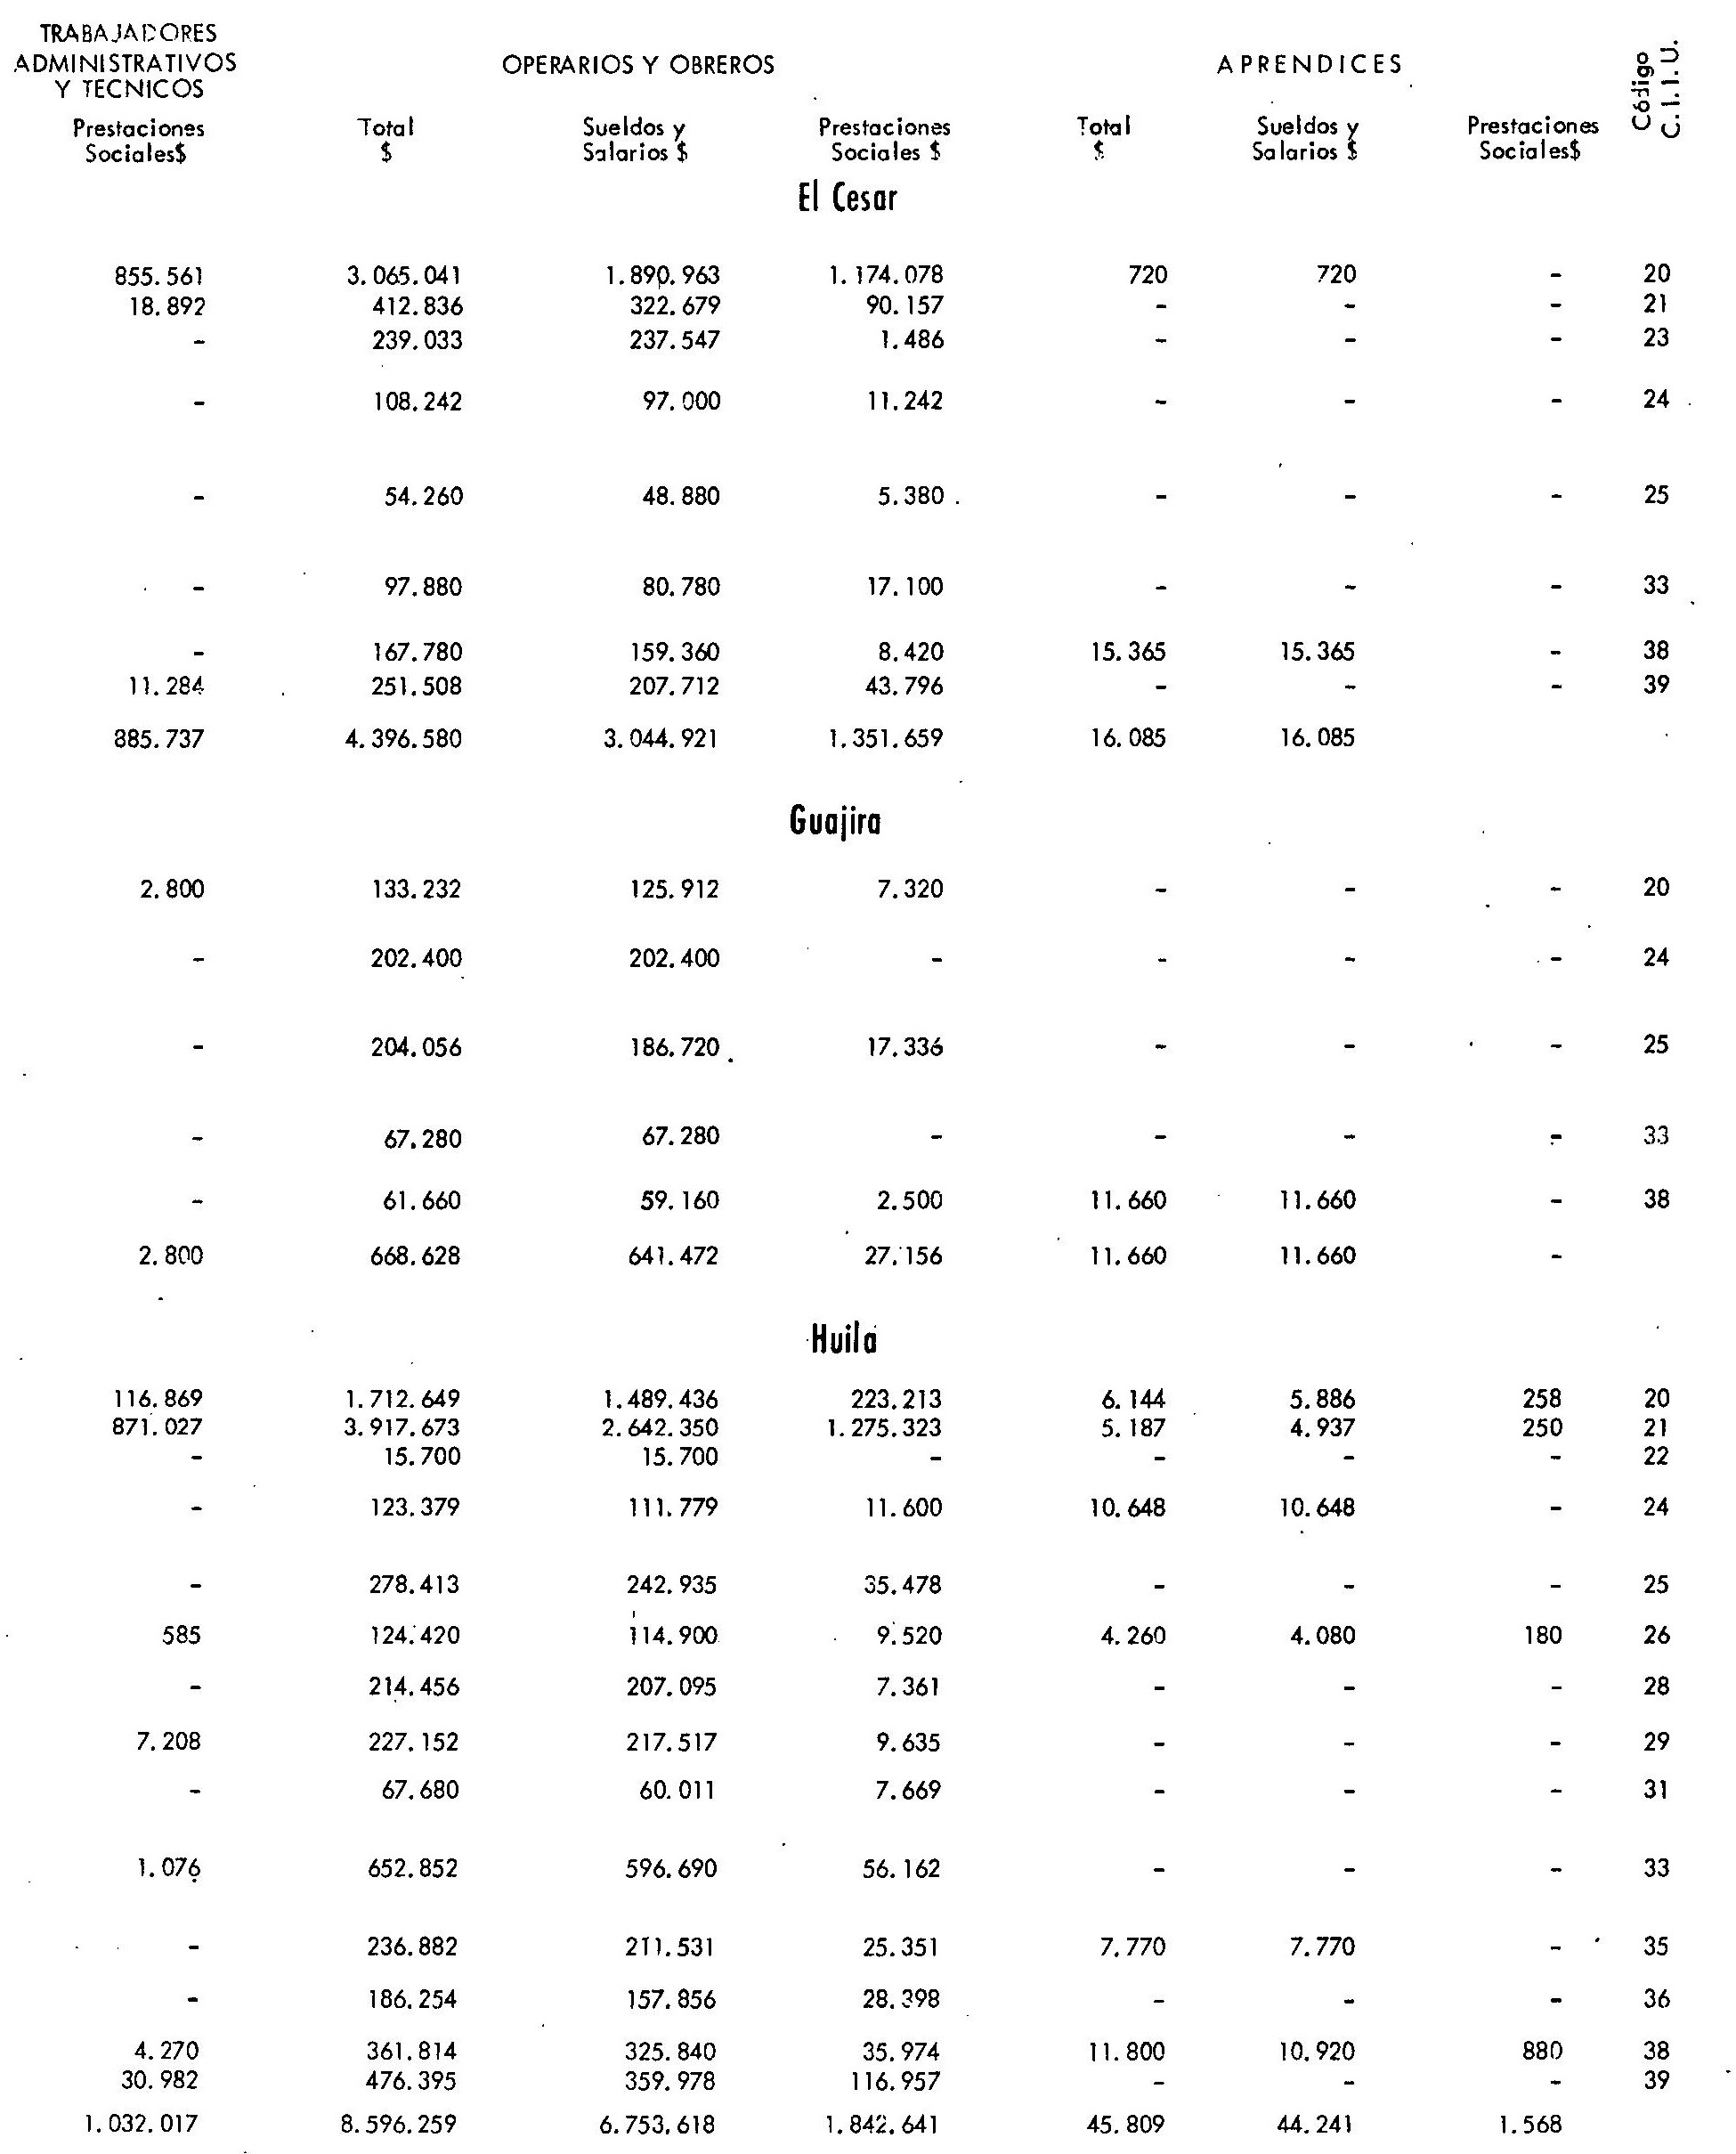 TRABAJADORES
ADMINISTRATIVOS
Y TECNICOS OPERARIOS Y OBREROS APRENDICES Código C.I.I.U.
Prestaciones Total Sueldos y Prestaciones Total Sueldos y Prestaciones
Sociales$ $ Salarios $ Sociales $ $ Salarios $ Sociales$
El Cesar
855.561 3.065.041 1.890.963 1.174.078 720 720 - 20
18.892 412.836 322.679 90.157 - - - 21
- 239.033 237.547 1.486 - - - 23
- 108.242 97.000 11.242 - - - 24
- 54.260 48.880 5.380 - - - 25
- 97.880 80.780 17.100 - - - 33
- 167.780 159.360 8.420 15.365 15.365 - 38
11.284 251.508 207.712 43.796 - - - 39
885.737 4.396.580 3.044.921 1.351.659 16.085 16.085
Guajira
2.800 133.232 125.912 7.320 - - - 20
- 202.400 202.400 - - - - 24
- 204.056 186.720 17.336 - - - 25
- 67.280 67.280 - - - - 33
- 61.660 59.160 2.500 11.660 11.660 - 38
2.800 668.628 641.472 27.156 11.660 11.660 -
Huila
116.869 1.712.649 1.489.436 223.213 6.144 5.886 258 20
871.027 3.917.673 2.642.350 1.275.323 5.187 4.937 250 21
- 15.700 15.700 - - - - 22
- 123.379 111.779 11.600 10.648 10.648 - 24
- 278.413 242.935 35.478 - - - 25
585 124.420 114.900 9.520 4.260 4.080 180 26
- 214.456 207.095 7.361 - - - 28
7.208 227.152 217.517 9.635 - - - 29
- 67.680 60.011 7.669 - - - 31
1.076 652.852 596.690 56.162 - - - 33
- 236.882 211.531 25.351 7.770 7.770 - 35
- 186.254 157.856 28.398 - - - 36
4.270 361.814 325.840 35.974 11.800 10.920 880 38
30.982 476.395 359.978 116.957 - - - 39
1.032.017 8.596.259 6.753.618 1.842.641 45.809 44.241 1.568